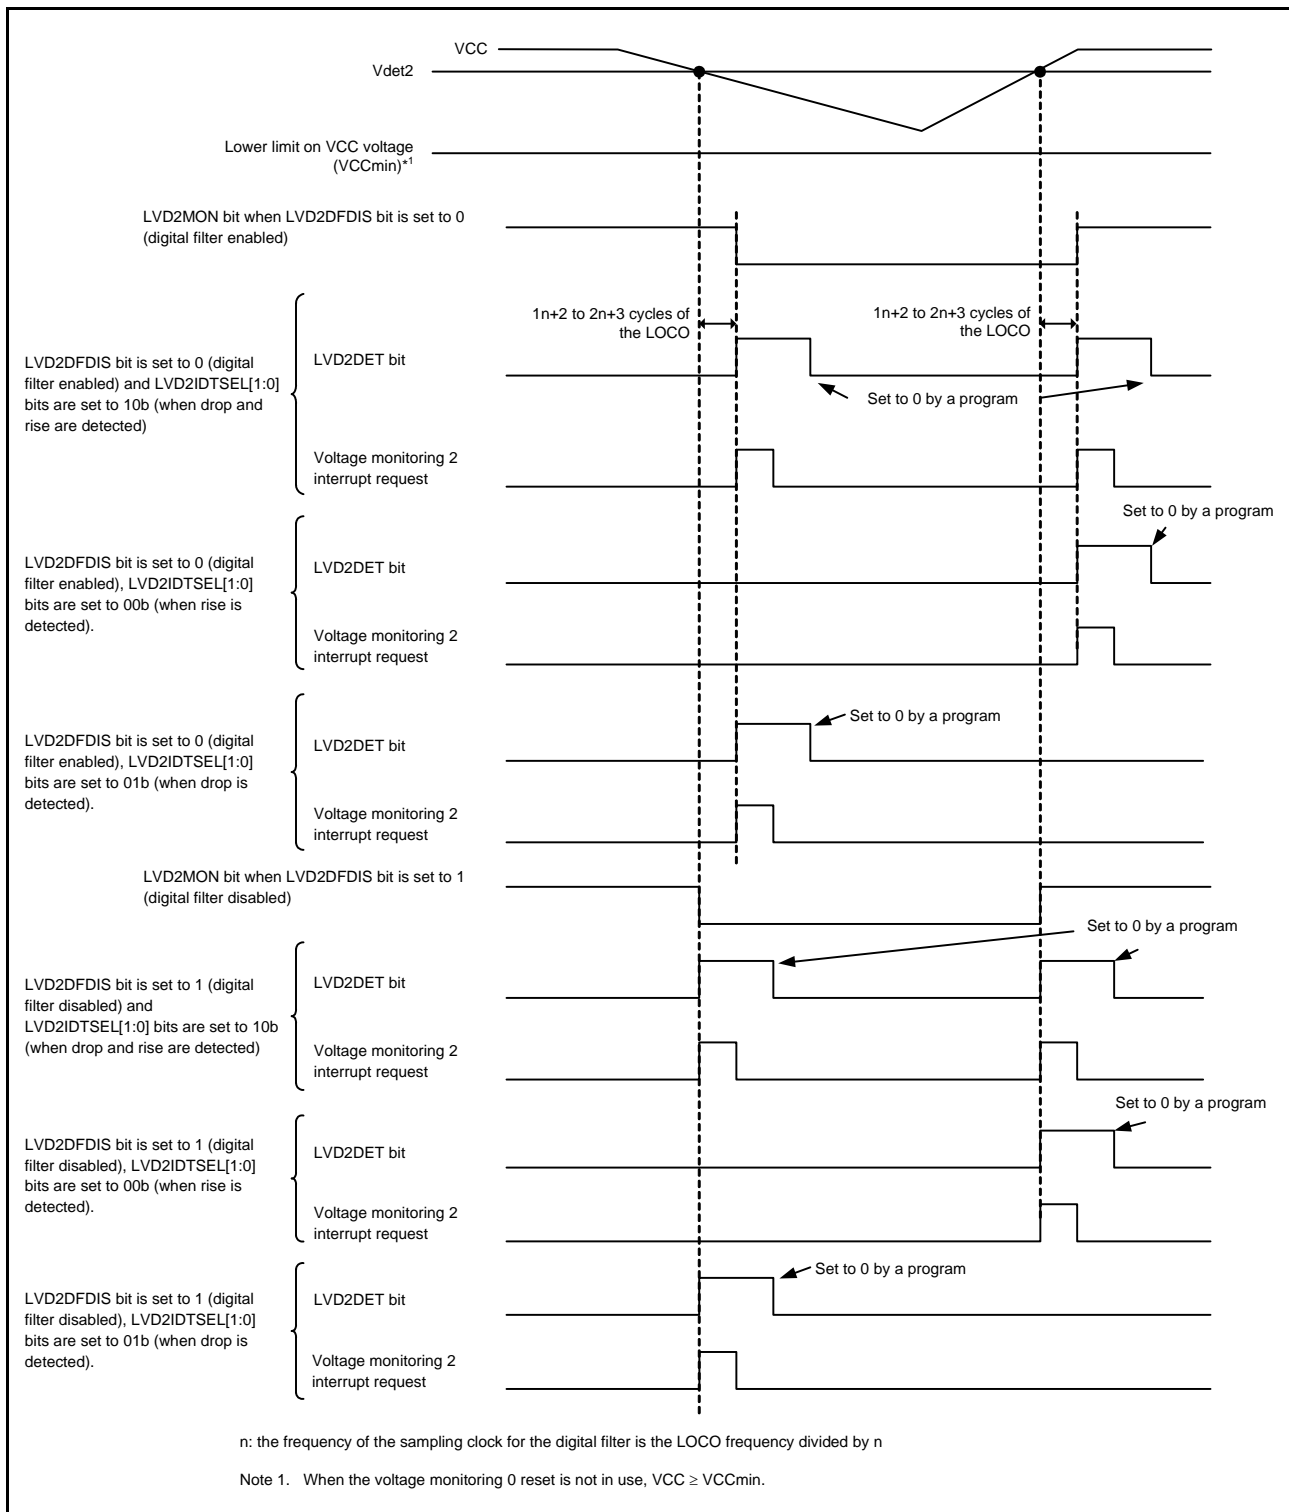 VCC
Vdet2
Lower limit on VCC voltage
(VCCmin)*1
LVD2MON bit when LVD2DFDIS bit is set to 0
(digital filter enabled)
1n+2 to 2n+3 cycles of
the LOCO
1n+2 to 2n+3 cycles of
the LOCO
LVD2DFDIS bit is set to 0 (digital
filter enabled) and LVD2IDTSEL[1:0]
bits are set to 10b (when drop and
rise are detected)
LVD2DET bit
Set to 0 by a program
Voltage monitoring 2
interrupt request
Set to 0 by a program
LVD2DFDIS bit is set to 0 (digital
filter enabled), LVD2IDTSEL[1:0]
bits are set to 00b (when rise is
detected).
LVD2DET bit
Voltage monitoring 2
interrupt request
Set to 0 by a program
LVD2DFDIS bit is set to 0 (digital
filter enabled), LVD2IDTSEL[1:0]
bits are set to 01b (when drop is
detected).
LVD2DET bit
Voltage monitoring 2
interrupt request
LVD2MON bit when LVD2DFDIS bit is set to 1
(digital filter disabled)
Set to 0 by a program
LVD2DFDIS bit is set to 1 (digital
filter disabled) and
LVD2IDTSEL[1:0] bits are set to 10b
(when drop and rise are detected)
LVD2DET bit
Voltage monitoring 2
interrupt request
Set to 0 by a program
LVD2DFDIS bit is set to 1 (digital
filter disabled), LVD2IDTSEL[1:0]
bits are set to 00b (when rise is
detected).
LVD2DET bit
Voltage monitoring 2
interrupt request
Set to 0 by a program
LVD2DFDIS bit is set to 1 (digital
filter disabled), LVD2IDTSEL[1:0]
bits are set to 01b (when drop is
detected).
LVD2DET bit
Voltage monitoring 2
interrupt request
n: the frequency of the sampling clock for the digital filter is the LOCO frequency divided by n
Note 1. When the voltage monitoring 0 reset is not in use, VCC ≥ VCCmin.